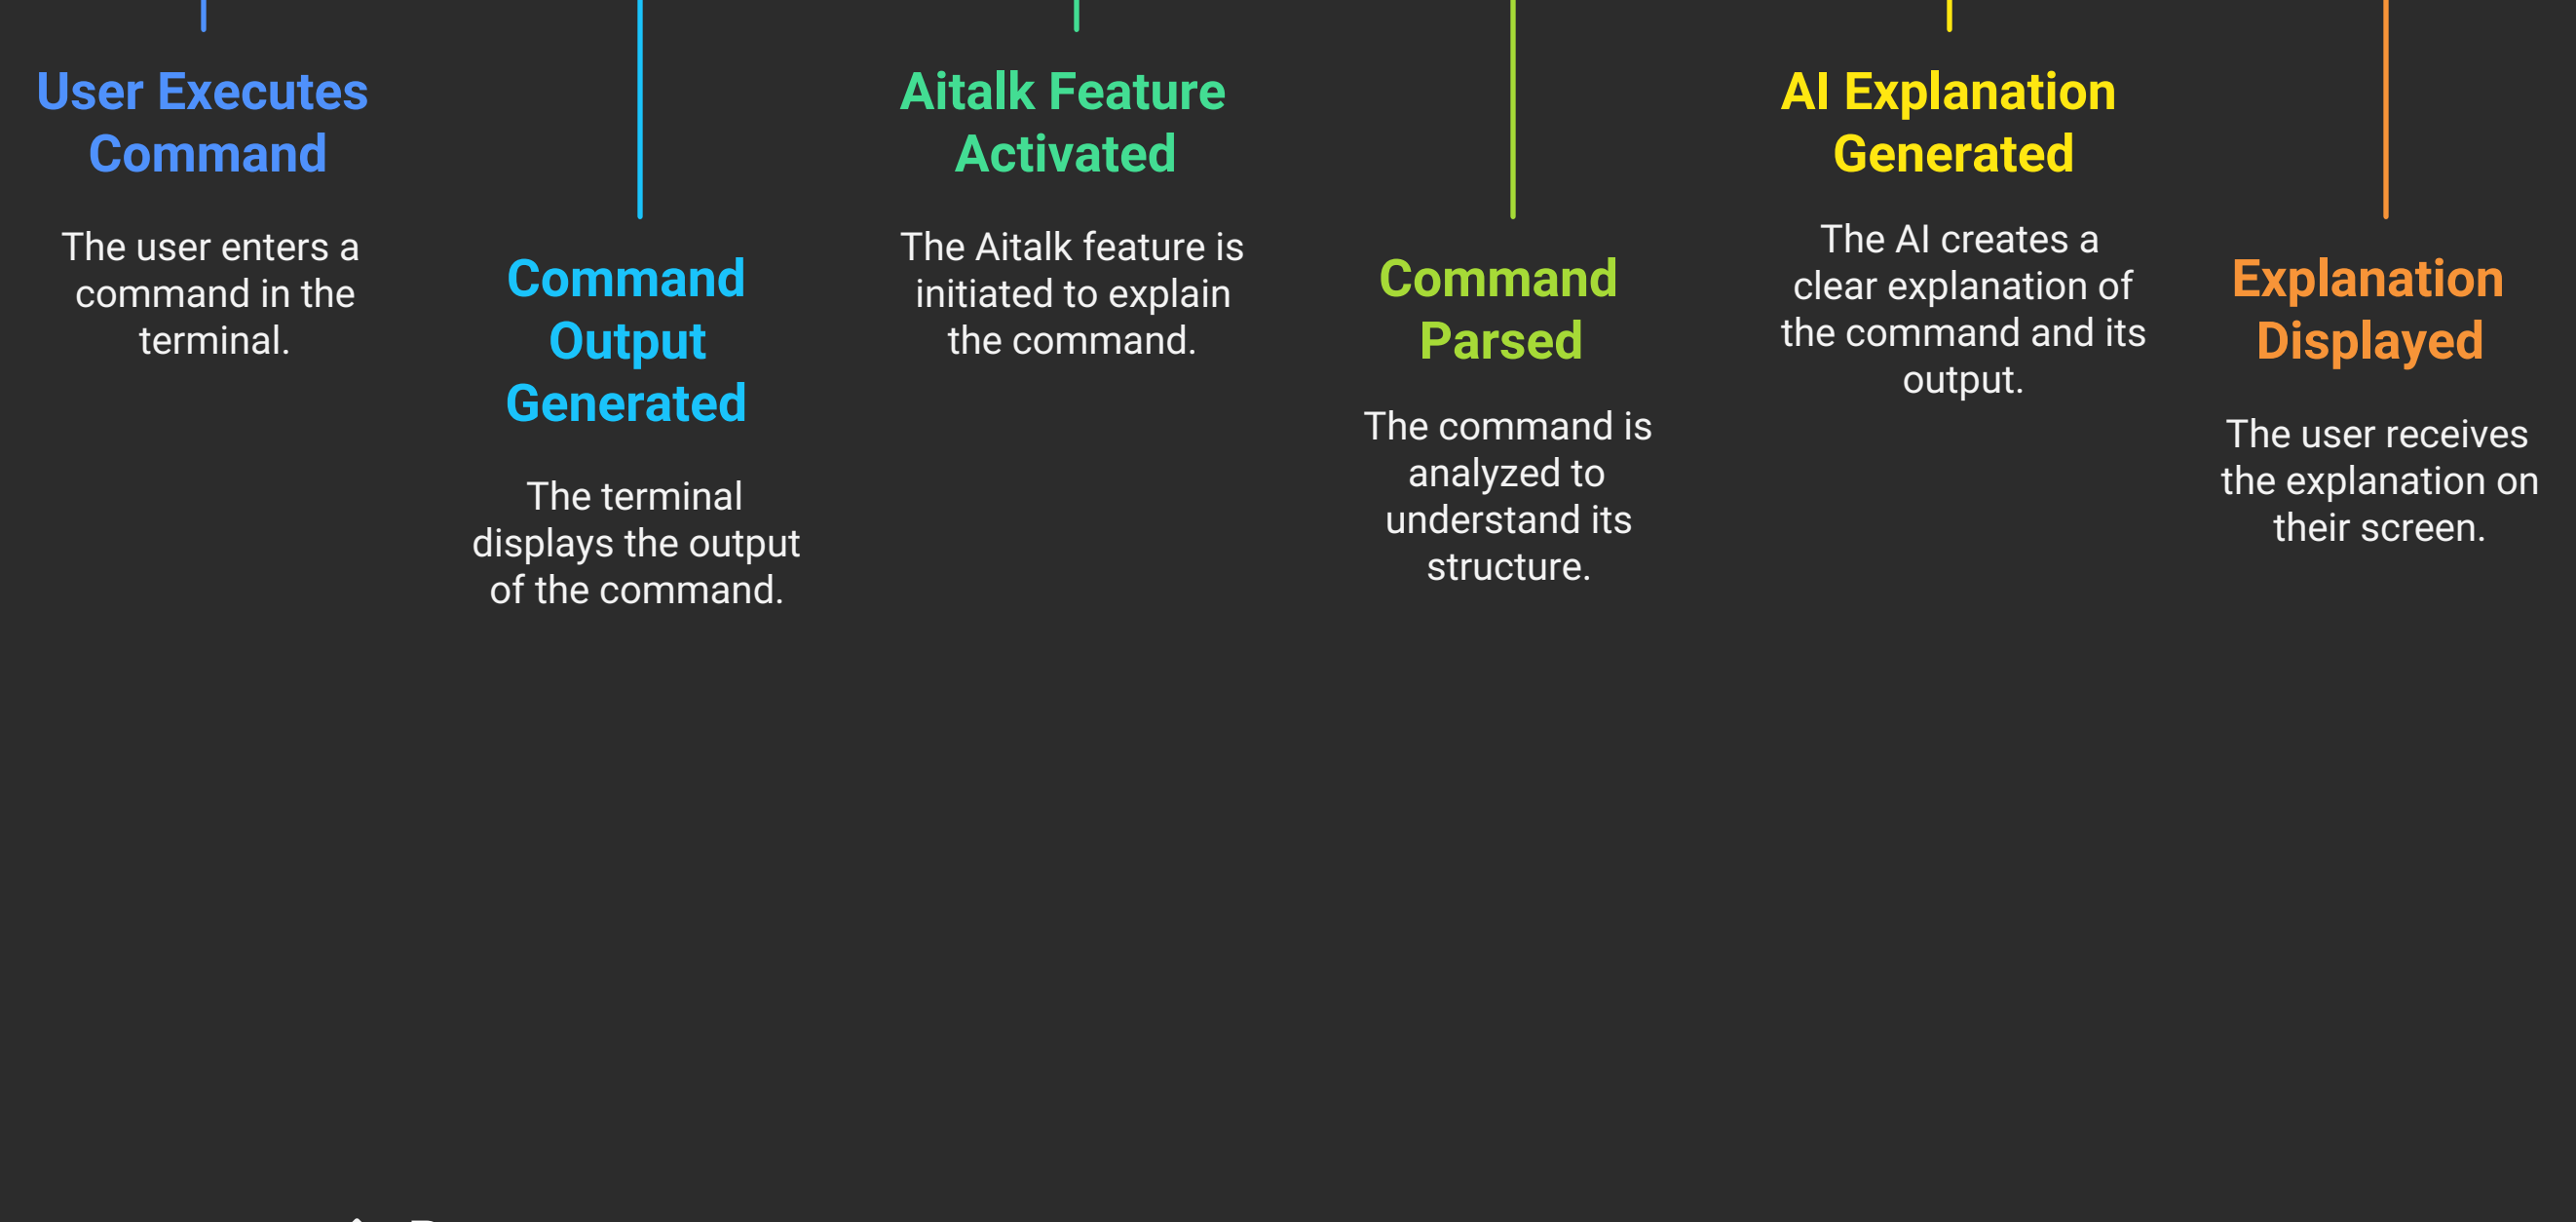 User Executes
Command
The user enters a
command in the
terminal.
Command
Output
Generated
The terminal
displays the output
of the command.
Aitalk Feature
Activated
The Aitalk feature is
initiated to explain
the command.
Command
Parsed
The command is
analyzed to
understand its
structure.
AI Explanation
Generated
The AI creates a
clear explanation of
the command and its
output.
Explanation
Displayed
The user receives
the explanation on
their screen.